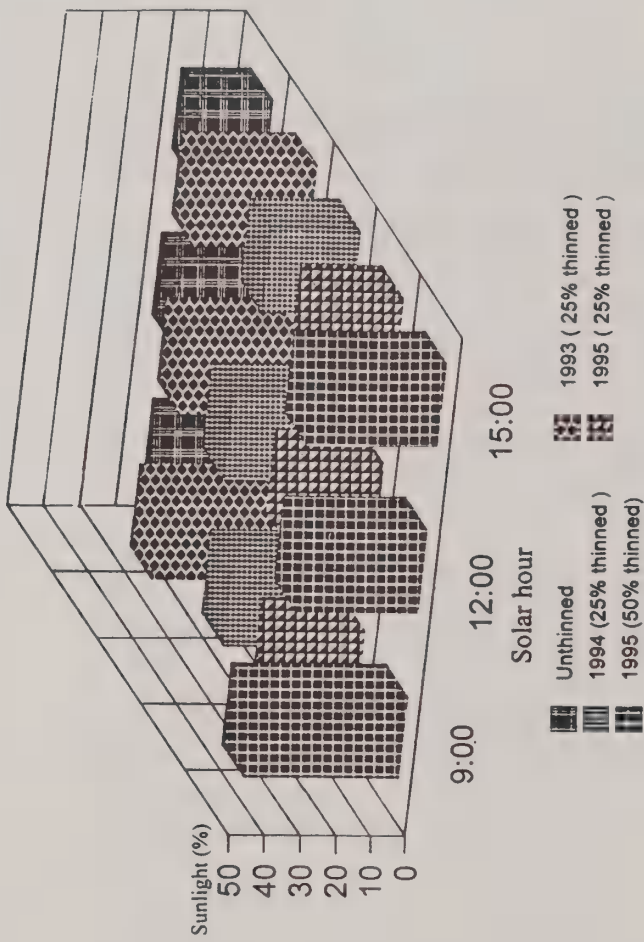 Sunlight (%)
50
40
30
20
10
0
9:00
12:00
15:00
Solar hour
Unthinned
1994 (25% thinned )
1995 (50% thinned)
1993 ( 25% thinned )
1995 ( 25% thinned )